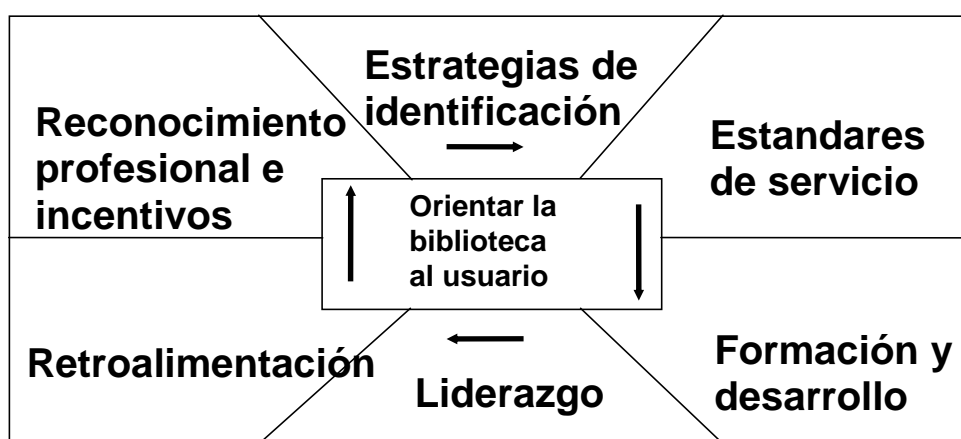 Estrategias de
identificación
Reconocimiento
profesional e
incentivos
Estandares
de servicio
Orientar la
biblioteca
al usuario
Retroalimentación
Liderazgo
Formación y
desarrollo